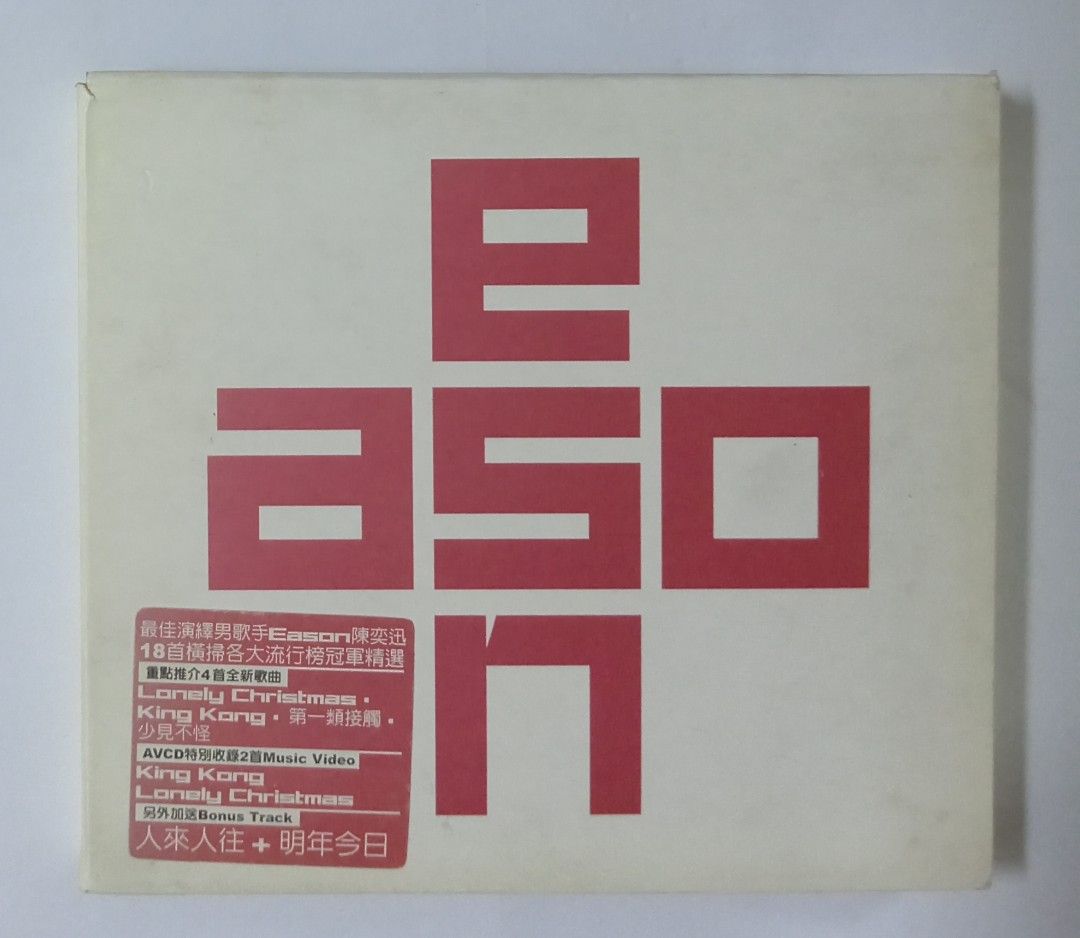 e
aso
n
最佳演繹男歌手Eason陳奕迅
18首橫掃各大流行榜冠軍精選
重點推介4首全新歌曲
Lonely Christmas·
King Kong·第一類接觸·
少見不怪
AVCD特別收錄2首Music Video
King Kong
Lonely Christmas
另外加送Bonus Track
人來人往+明年今日